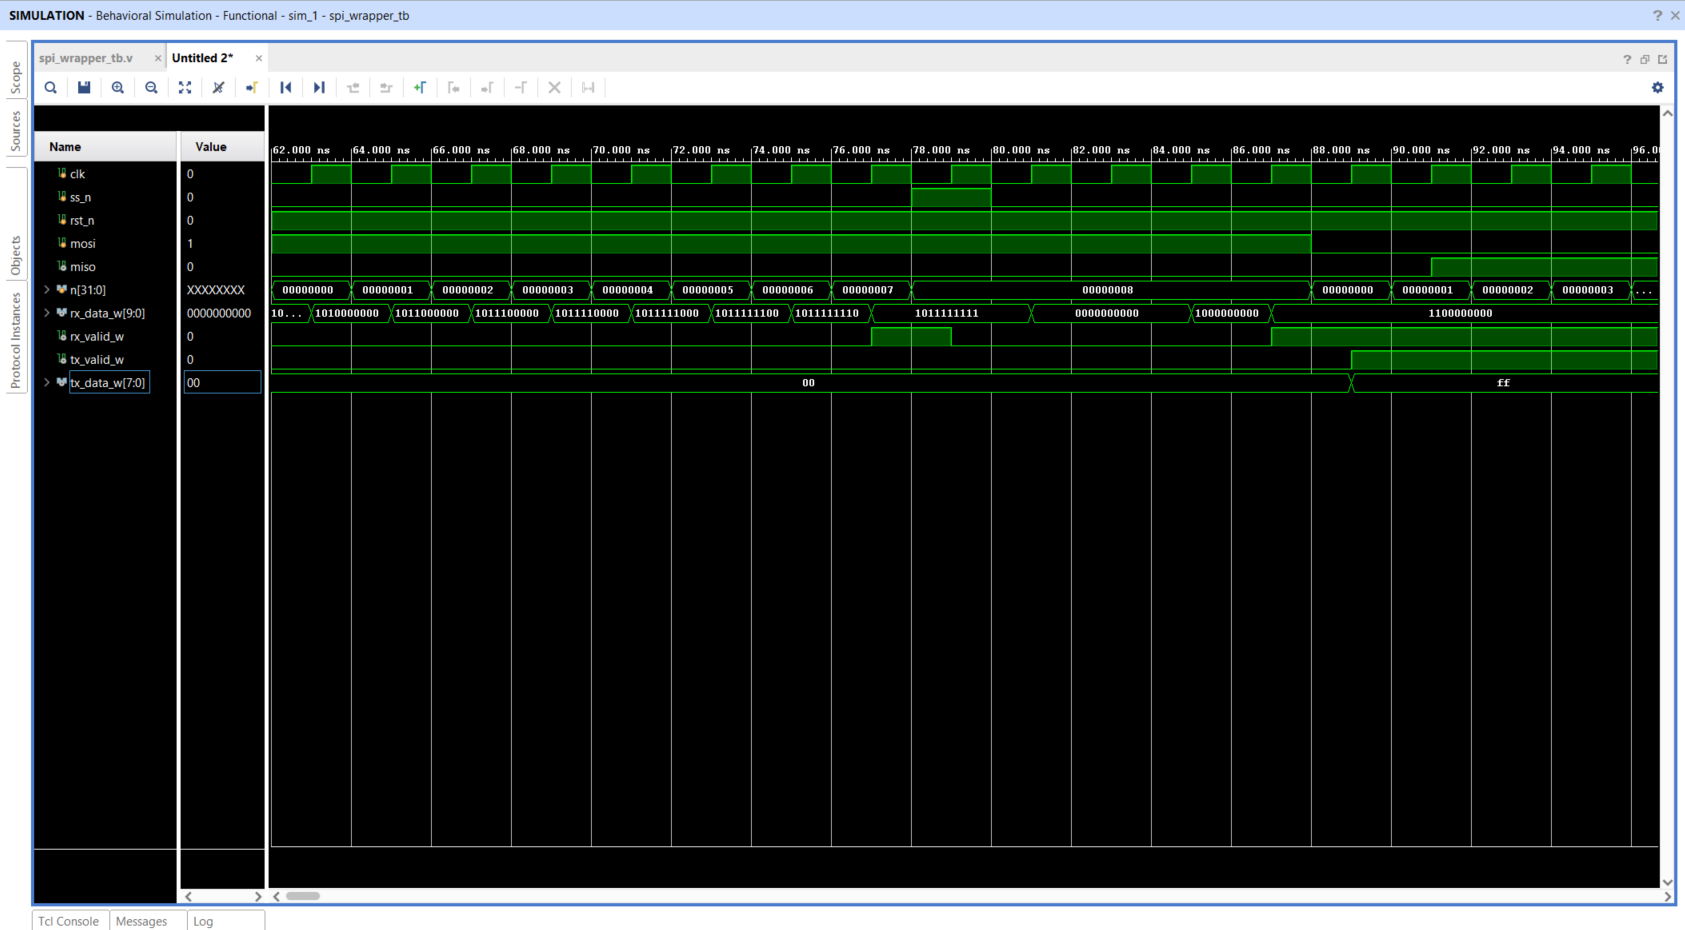 SIMULATION - Behavioral Simulation - Functional - sim_1 - spi_wrapper_tb
? ×
spi_wrapper_tb.v × Untitled 2* ×
?
Scope
Sources
Objects
Protocol Instances
Name Value
62.000 ns 64.000 ns 66.000 ns 68.000 ns 70.000 ns 72.000 ns 74.000 ns 76.000 ns 78.000 ns 80.000 ns 82.000 ns 84.000 ns 86.000 ns 88.000 ns 90.000 ns 92.000 ns 94.000 ns 96.0
clk 0
ss_n 0
rst_n 0
mosi 1
miso 0
n[31:0] XXXXXXXX 00000000 00000001 00000002 00000003 00000004 00000005 00000006 00000007 00000008 00000000 00000001 00000002 00000003 ...
rx_data_w[9:0] 0000000000 10... 1010000000 1011000000 1011100000 1011110000 1011111000 1011111100 1011111110 1011111111 0000000000 1000000000 1100000000
rx_valid_w 0
tx_valid_w 0
tx_data_w[7:0] 00 00 ff
Tcl Console Messages Log